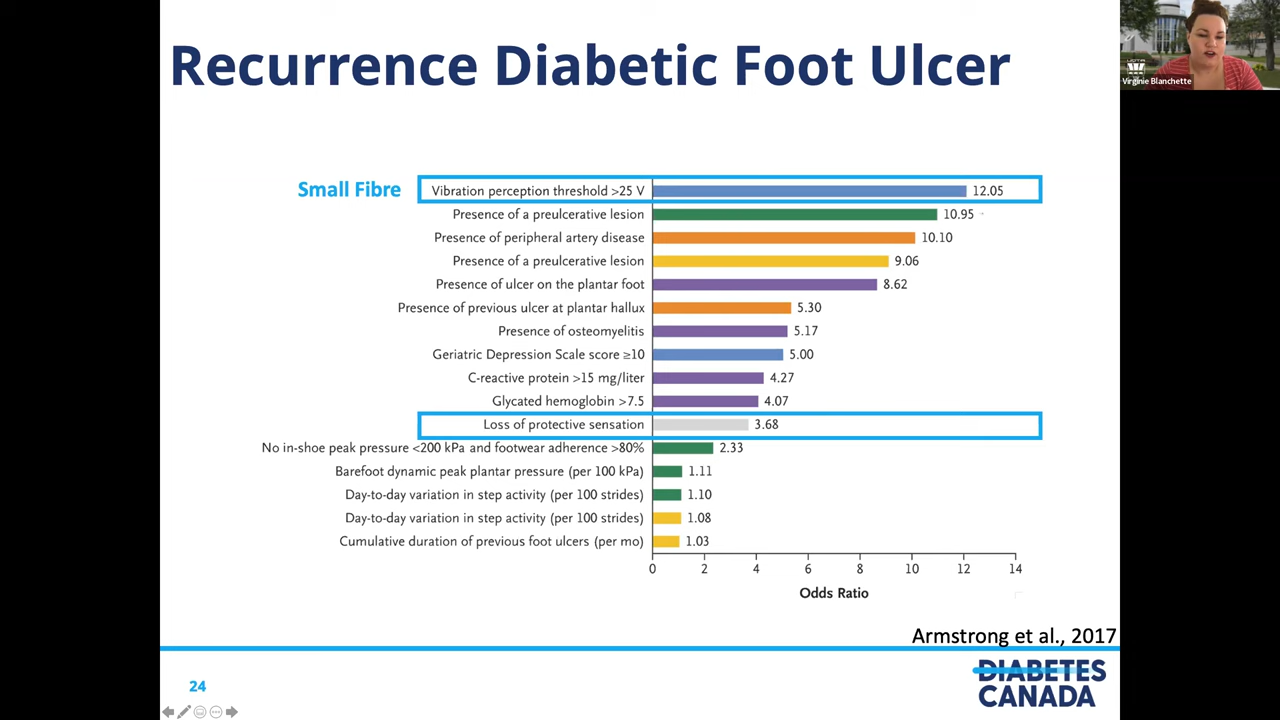 Recurrence Diabetic Foot Ulcer
Virginie Blanchette
Small Fibre
Vibration perception threshold >25 V 12.05
Presence of a preulcerative lesion 10.95
Presence of peripheral artery disease 10.10
Presence of a preulcerative lesion 9.06
Presence of ulcer on the plantar foot 8.62
Presence of previous ulcer at plantar hallux 5.30
Presence of osteomyelitis 5.17
Geriatric Depression Scale score ≥10 5.00
C-reactive protein >15 mg/liter 4.27
Glycated hemoglobin >7.5 4.07
Loss of protective sensation 3.68
No in-shoe peak pressure <200 kPa and footwear adherence >80% 2.33
Barefoot dynamic peak plantar pressure (per 100 kPa) 1.11
Day-to-day variation in step activity (per 100 strides) 1.10
Day-to-day variation in step activity (per 100 strides) 1.08
Cumulative duration of previous foot ulcers (per mo) 1.03
0 2 4 6 8 10 12 14
Odds Ratio
Armstrong et al., 2017
24
DIABETES
CANADA